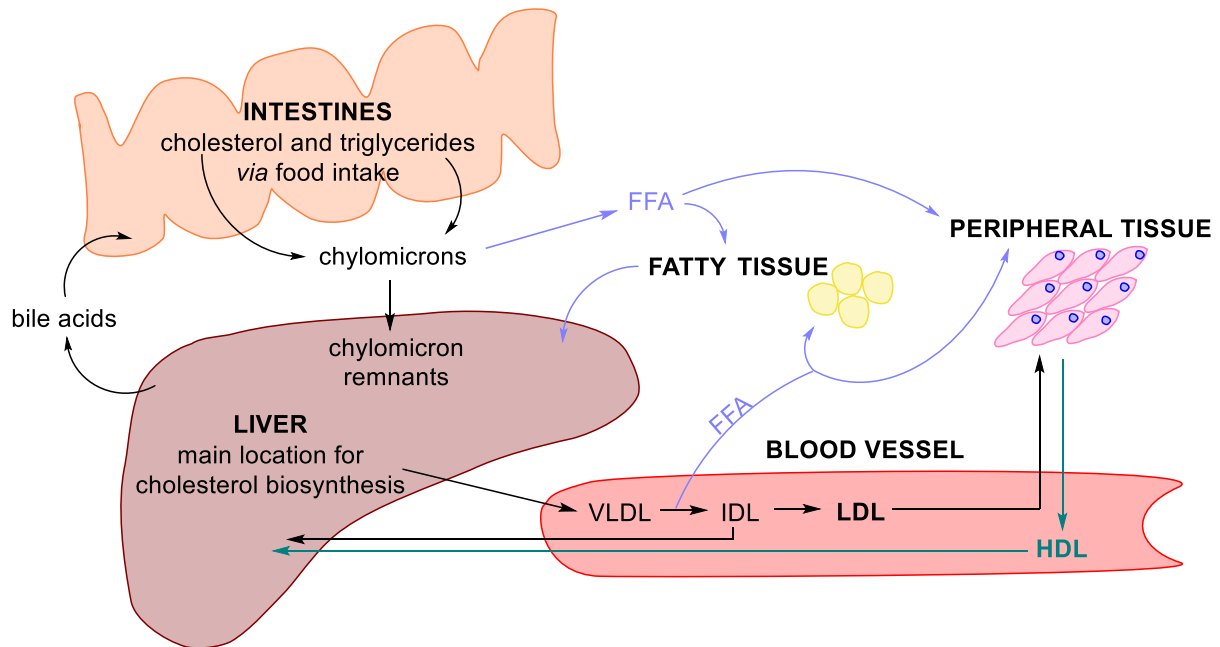 INTESTINES
cholesterol and triglycerides
via food intake
FFA
PERIPHERAL TISSUE
chylomicrons
FATTY TISSUE
bile acids
chylomicron
remnants
LIVER
main location for
cholesterol biosynthesis
FFA
BLOOD VESSEL
VLDL
IDL
LDL
HDL